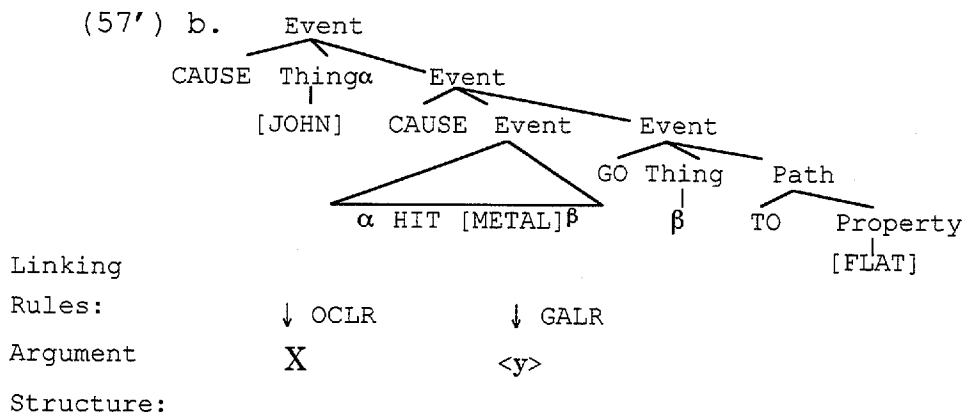 (57′) b. Event
CAUSE Thingα Event
[JOHN] CAUSE Event Event
GO Thing Path
α HIT [METAL]β β TO Property
[FLAT]
Linking
Rules: ↓ OCLR ↓ GALR
Argument X <y>
Structure: